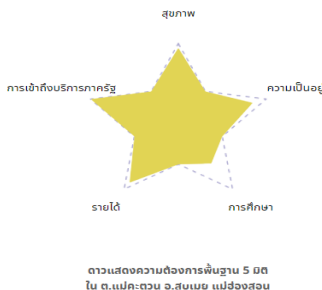 สุขภาพ
การเข้าถึงบริการภาครัฐ
ความเป็นอยู่
รายได้
การศึกษา
ดาวแสดงความต้องการพื้นฐาน 5 มิติ
ใน ต.แม่คะตวน อ.สบเมย แม่ฮ่องสอน